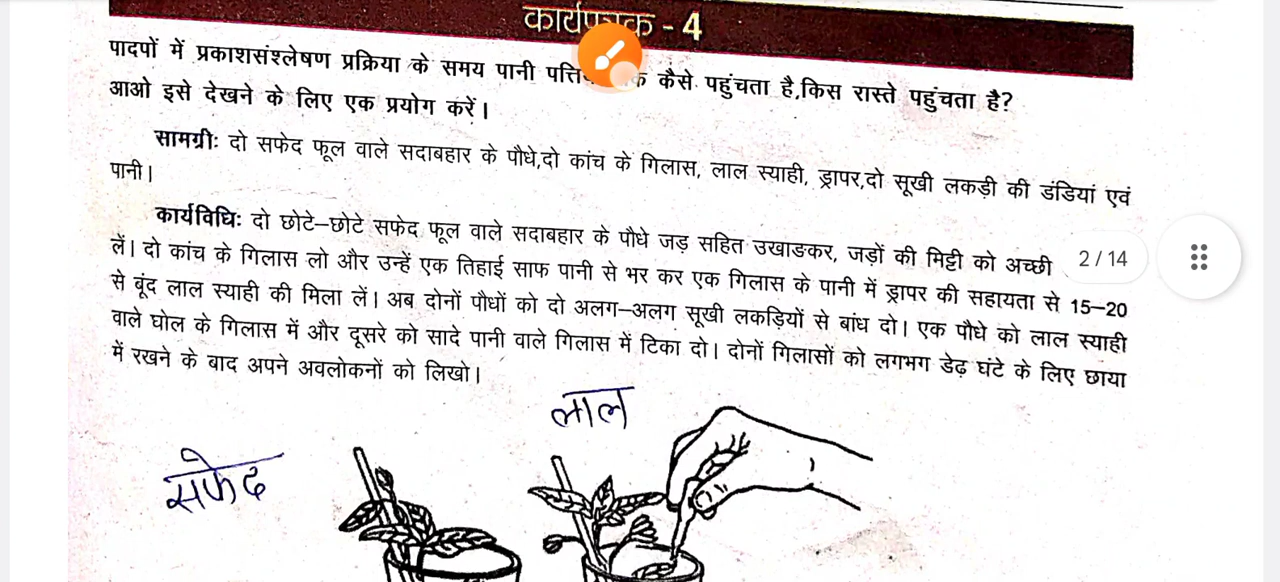 कार्यपत्रक - 4
पादपों में प्रकाशसंश्लेषण प्रक्रिया के समय पानी कैसे पहुंचता है,किस रास्ते पहुंचता है?
आओ इसे देखने के लिए एक प्रयोग करें।
सामग्रीः दो सफेद फूल वाले सदाबहार के पौधे,दो कांच के गिलास, लाल स्याही, ड्रापर,दो सूखी लकड़ी की डंडियां एवं
पानी।
कार्यविधिः दो छोटे–छोटे सफेद फूल वाले सदाबहार के पौधे जड़ सहित उखाङकर, जड़ों की मिट्टी को अच्छी
लें। दो कांच के गिलास लो और उन्हें एक तिहाई साफ पानी से भर कर एक गिलास के पानी में ड्रापर की सहायता से 15–20
से बूंद लाल स्याही की मिला लें। अब दोनों पौधों को दो अलग–अलग सूखी लकड़ियों से बांध दो। एक पौधे को लाल स्याही
वाले घोल के गिलास में और दूसरे को सादे पानी वाले गिलास में टिका दो। दोनों गिलासों को लगभग डेढ़ घंटे के लिए छाया
में रखने के बाद अपने अवलोकनों को लिखो।
2 / 14
लाल
सफेद